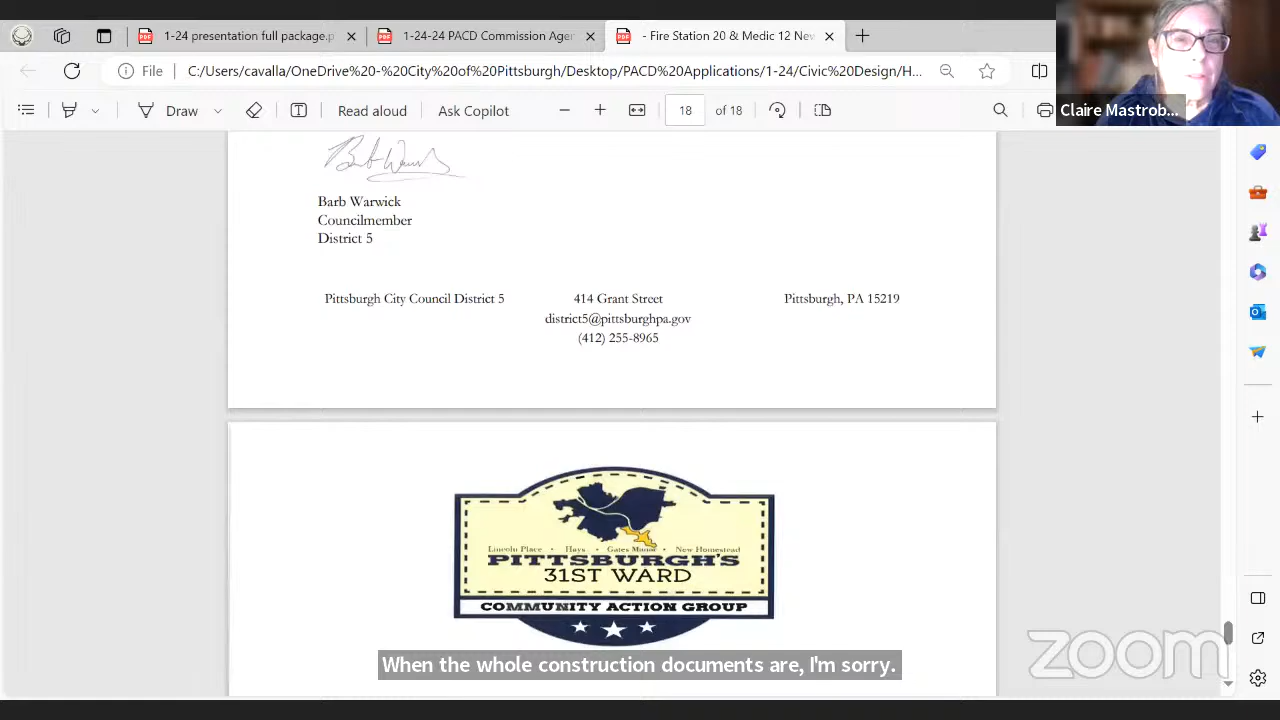 1-24 presentation full package.p
1-24-24 PACD Commission Agen
- Fire Station 20 & Medic 12 Nev
File
C:/Users/cavalla/OneDrive%20-%20City%20of%20Pittsburgh/Desktop/PACD%20Applications/1-24/Civic%20Design/H...
Draw
Read aloud
Ask Copilot
18
of 18
Claire Mastrob...
Barb Warwick
Councilmember
District 5
Pittsburgh City Council District 5
414 Grant Street
Pittsburgh, PA 15219
district5@pittsburghpa.gov
(412) 255-8965
Lincoln Place • Hays • Gates Manor • New Homestead
PITTSBURGH'S
31ST WARD
COMMUNITY ACTION GROUP
When the whole construction documents are, I'm sorry.
zoom